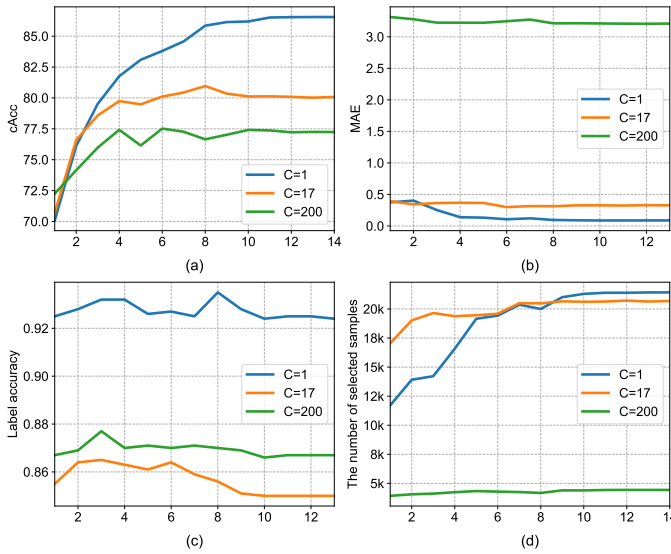 cAcc
85.0
82.5
80.0
77.5
75.0
72.5
70.0
2 4 6 8 10 12 14
C=1
C=17
C=200
(a)
MAE
3.0
2.5
2.0
1.5
1.0
0.5
0.0
2 4 6 8 10 12 14
C=1
C=17
C=200
(b)
Label accuracy
0.92
0.90
0.88
0.86
2 4 6 8 10 12
C=1
C=17
C=200
(c)
The number of selected samples
20k
18k
15k
12k
10k
8k
5k
2 4 6 8 10 12 14
C=1
C=17
C=200
(d)